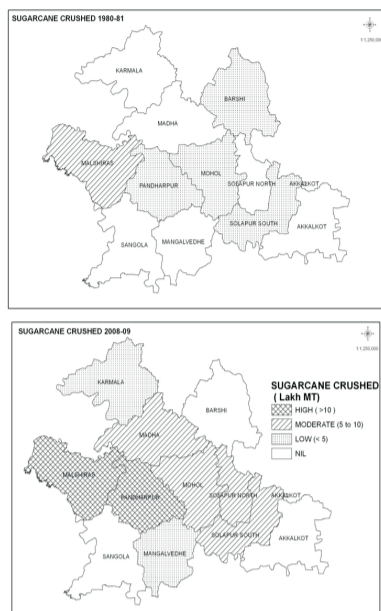 SUGARCANE CRUSHED 1980-81
1:1,250,000
KARMALA
BARSHI
MADHA
MALSHIRAS
MOHOL
PANDHARPUR
SOLAPUR NORTH
AKKALKOT
SOLAPUR SOUTH
AKKALKOT
SANGOLA
MANGALVEDHE
SUGARCANE CRUSHED 2008-09
1:1,250,000
KARMALA
BARSHI
MADHA
MALSHIRAS
MOHOL
PANDHARPUR
SOLAPUR NORTH
AKKALKOT
SOLAPUR SOUTH
AKKALKOT
SANGOLA
MANGALVEDHE
SUGARCANE CRUSHED
( Lakh MT)
HIGH ( >10 )
MODERATE (5 to 10)
LOW (< 5)
NIL